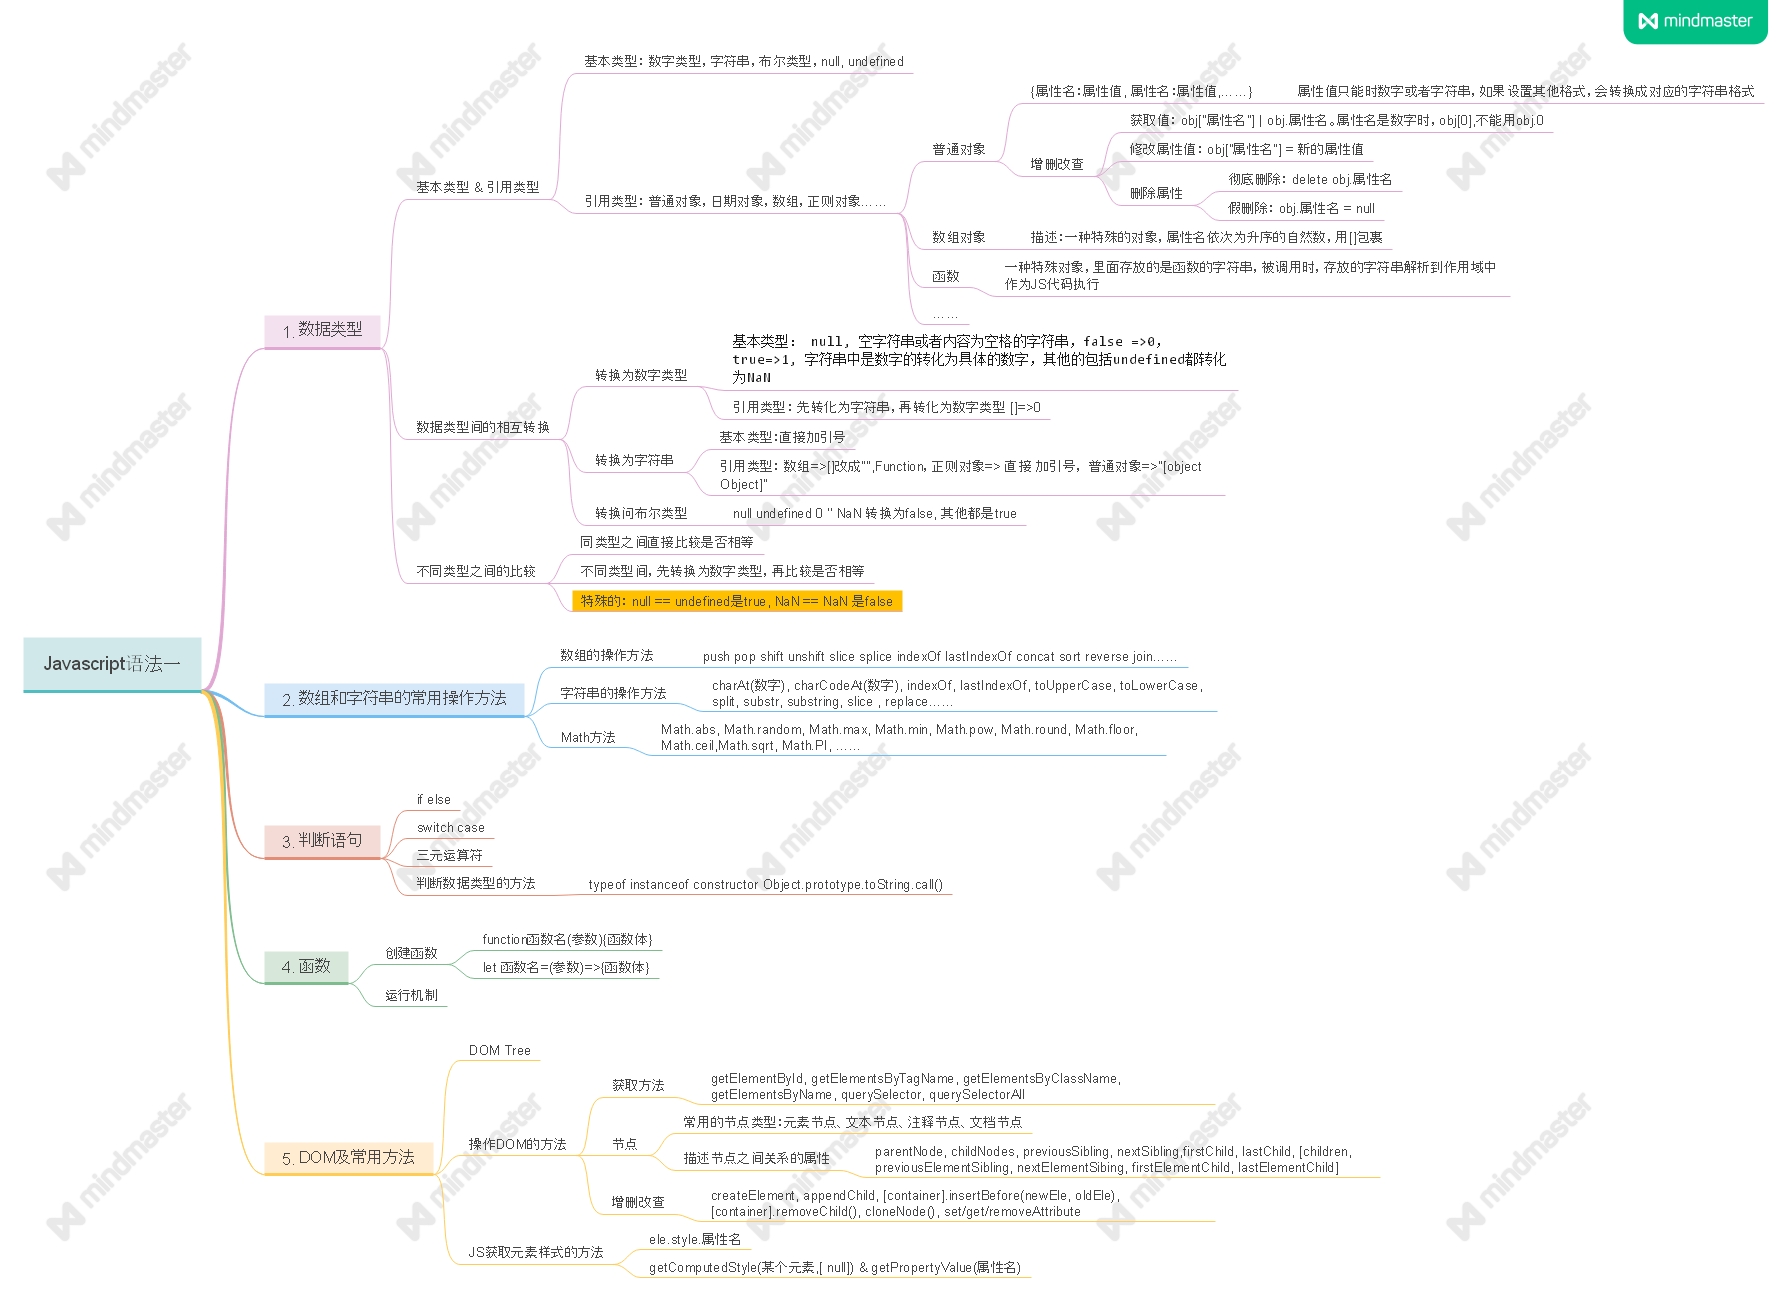 mindmaster
Javascript语法一
1. 数据类型
基本类型 & 引用类型
基本类型：数字类型，字符串，布尔类型，null, undefined
引用类型：普通对象，日期对象，数组，正则对象……
普通对象
{属性名:属性值, 属性名:属性值,……}
属性值只能时数字或者字符串，如果设置其他格式，会转换成对应的字符串格式
增删改查
获取值：obj["属性名"] | obj.属性名。属性名是数字时，obj[0],不能用obj.0
修改属性值：obj["属性名"] = 新的属性值
删除属性
彻底删除：delete obj.属性名
假删除：obj.属性名 = null
数组对象
描述:一种特殊的对象，属性名依次为升序的自然数，用[]包裹
函数
一种特殊对象，里面存放的是函数的字符串，被调用时，存放的字符串解析到作用域中
作为JS代码执行
……
数据类型间的相互转换
转换为数字类型
基本类型： null, 空字符串或者内容为空格的字符串，false =>0,
true=>1, 字符串中是数字的转化为具体的数字，其他的包括undefined都转化
为NaN
引用类型：先转化为字符串，再转化为数字类型 []=>0
转换为字符串
基本类型:直接加引号
引用类型：数组=>[]改成"",Function，正则对象=> 直接加引号，普通对象=>"[object
Object]"
转换问布尔类型
null undefined 0 '' NaN 转换为false, 其他都是true
不同类型之间的比较
同类型之间直接比较是否相等
不同类型间，先转换为数字类型，再比较是否相等
特殊的：null == undefined是true, NaN == NaN 是false
2. 数组和字符串的常用操作方法
数组的操作方法
push pop shift unshift slice splice indexOf lastIndexOf concat sort reverse join……
字符串的操作方法
charAt(数字), charCodeAt(数字), indexOf, lastIndexOf, toUpperCase, toLowerCase,
split, substr, substring, slice , replace……
Math方法
Math.abs, Math.random, Math.max, Math.min, Math.pow, Math.round, Math.floor,
Math.ceil,Math.sqrt, Math.PI, ……
3. 判断语句
if else
switch case
三元运算符
判断数据类型的方法
typeof instanceof constructor Object.prototype.toString.call()
4. 函数
创建函数
function函数名(参数){函数体}
let 函数名=(参数)=>{函数体}
运行机制
5. DOM及常用方法
DOM Tree
操作DOM的方法
获取方法
getElementById, getElementsByTagName, getElementsByClassName,
getElementsByName, querySelector, querySelectorAll
节点
常用的节点类型:元素节点、文本节点、注释节点、文档节点
描述节点之间关系的属性
parentNode, childNodes, previousSibling, nextSibling,firstChild, lastChild, [children,
previousElementSibling, nextElementSibing, firstElementChild, lastElementChild]
增删改查
createElement, appendChild, [container].insertBefore(newEle, oldEle),
[container].removeChild(), cloneNode(), set/get/removeAttribute
JS获取元素样式的方法
ele.style.属性名
getComputedStyle(某个元素,[ null]) & getPropertyValue(属性名)